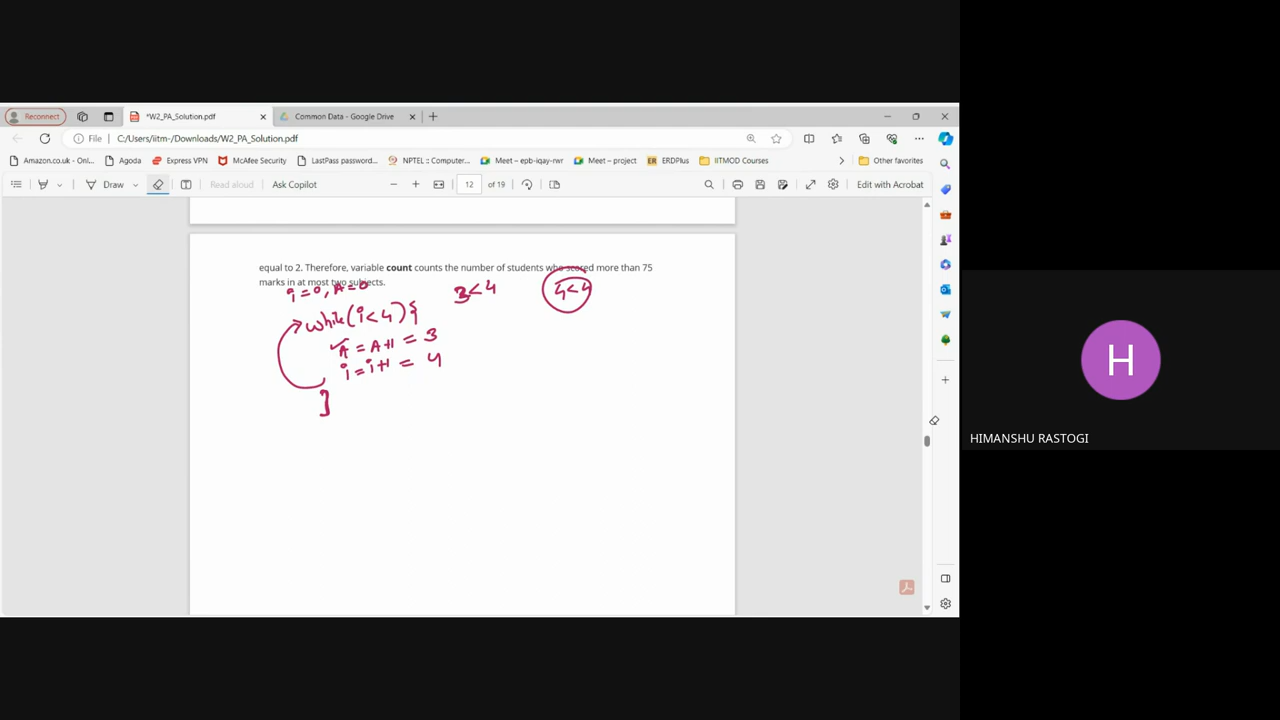 Reconnect
*W2_PA_Solution.pdf
Common Data - Google Drive
File
C:/Users/iitm-/Downloads/W2_PA_Solution.pdf
Amazon.co.uk - Onl...
Agoda
Express VPN
McAfee Security
LastPass password...
NPTEL :: Computer...
Meet – epb-iqay-rwr
Meet – project
ER ERDPlus
IITMOD Courses
Other favorites
Draw
Read aloud
Ask Copilot
12 of 19
Edit with Acrobat
equal to 2. Therefore, variable count counts the number of students who scored more than 75
marks in at most two subjects.
i=0, A=0
3<4
4<4
while(i<4){
A = A+1 = 3
i = i+1 = 4
}
H
HIMANSHU RASTOGI